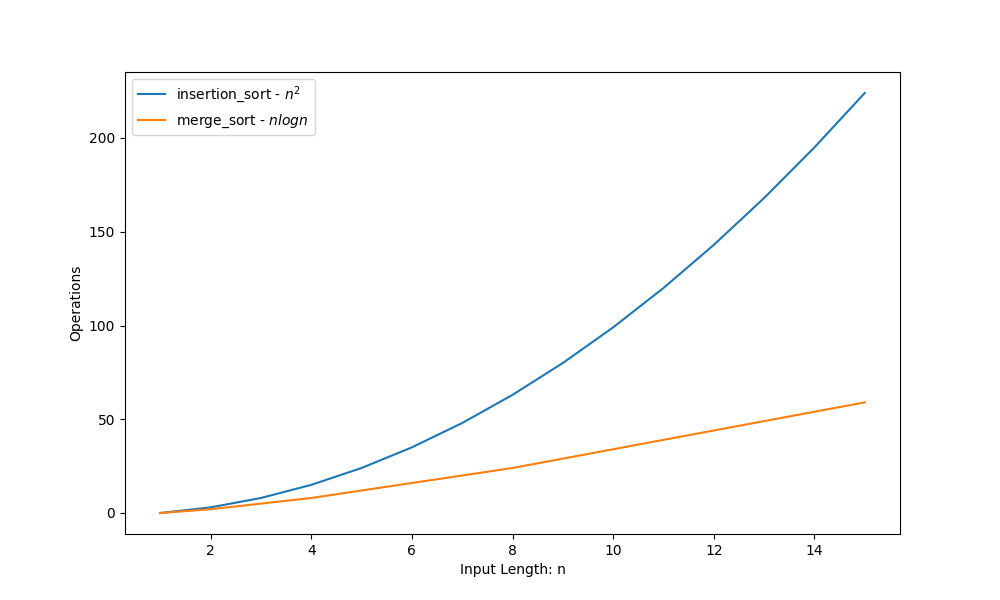 insertion_sort - n²
merge_sort - nlogn
200
150
100
50
0
Operations
2 4 6 8 10 12 14
Input Length: n